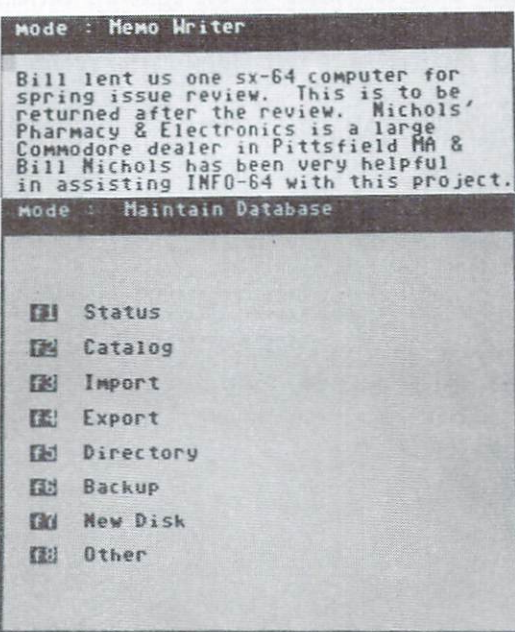 mode : Memo Writer
Bill lent us one sx-64 computer for
spring issue review. This is to be
returned after the review. Nichols'
Pharmacy & Electronics is a large
Commodore dealer in Pittsfield MA &
Bill Nichols has been very helpful
in assisting INFO-64 with this project.
mode : Maintain Database
f1 Status
f2 Catalog
f3 Import
f4 Export
f5 Directory
f6 Backup
f7 New Disk
f8 Other